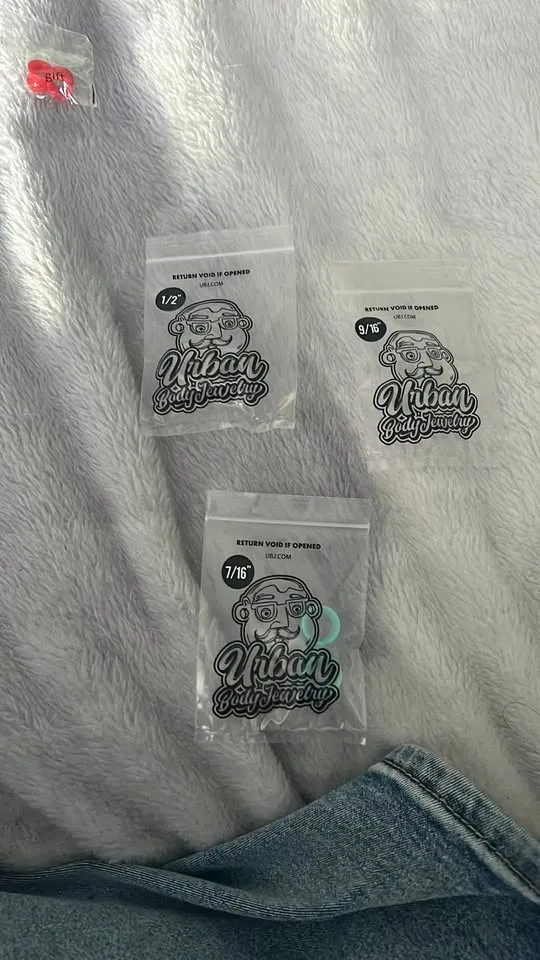 gift
RETURN VOID IF OPENED
UBJ.COM
1/2"
Urban
Body Jewelry
RETURN VOID IF OPENED
UBJ.COM
9/16"
Urban
Body Jewelry
RETURN VOID IF OPENED
UBJ.COM
7/16"
Urban
Body Jewelry